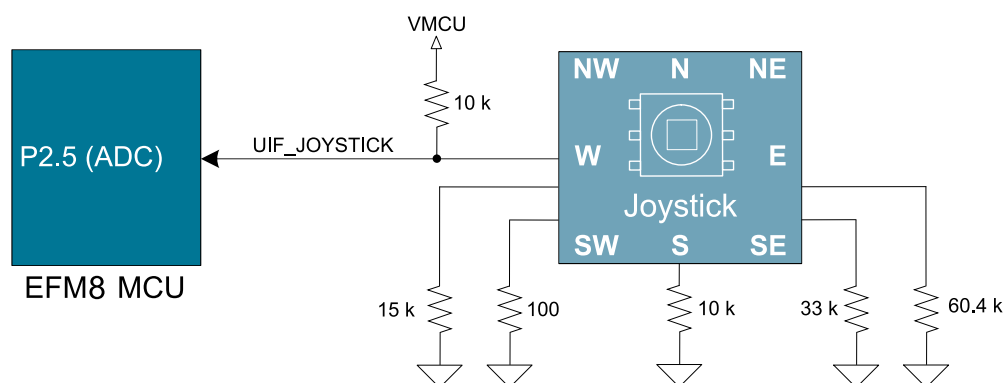 VMCU
10 k
NW N NE
P2.5 (ADC)
UIF_JOYSTICK
W E
Joystick
SW S SE
EFM8 MCU
15 k
100
10 k
33 k
60.4 k